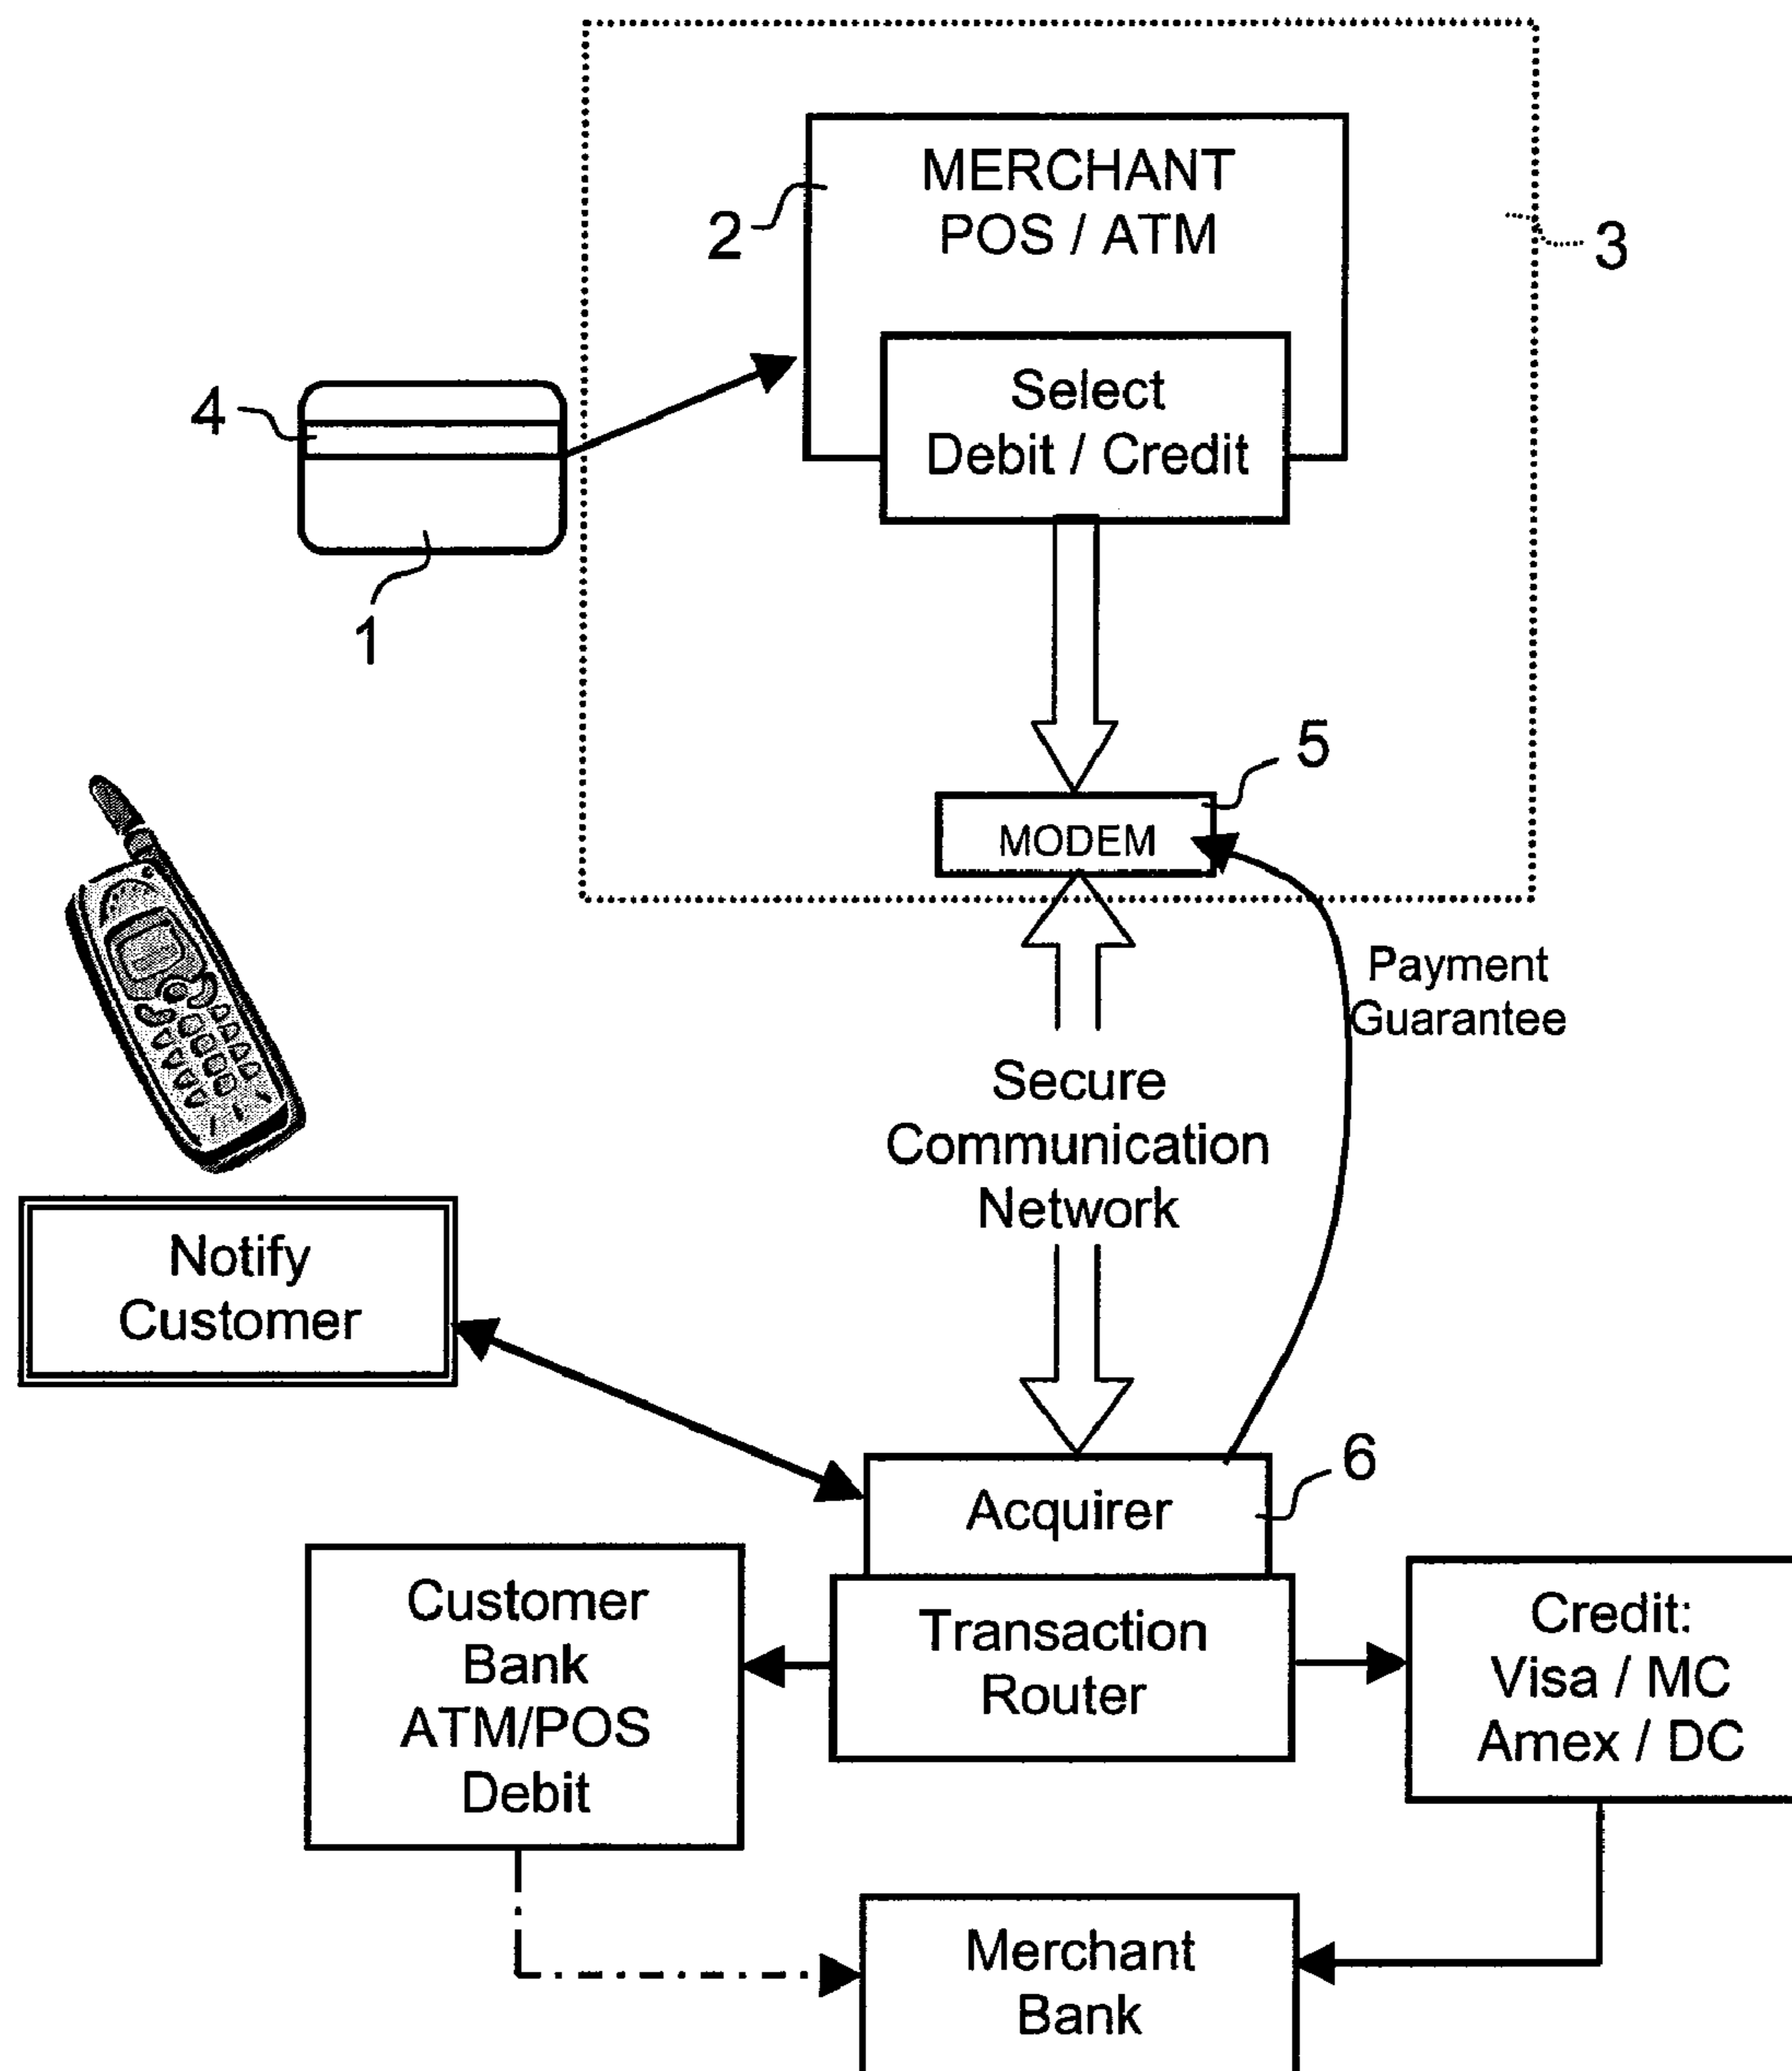 MERCHANT
POS / ATM
2
3
Select
Debit / Credit
4
1
5
MODEM
Payment
Guarantee
Secure
Communication
Network
Notify
Customer
6
Acquirer
Customer
Bank
ATM/POS
Debit
Transaction
Router
Credit:
Visa / MC
Amex / DC
Merchant
Bank